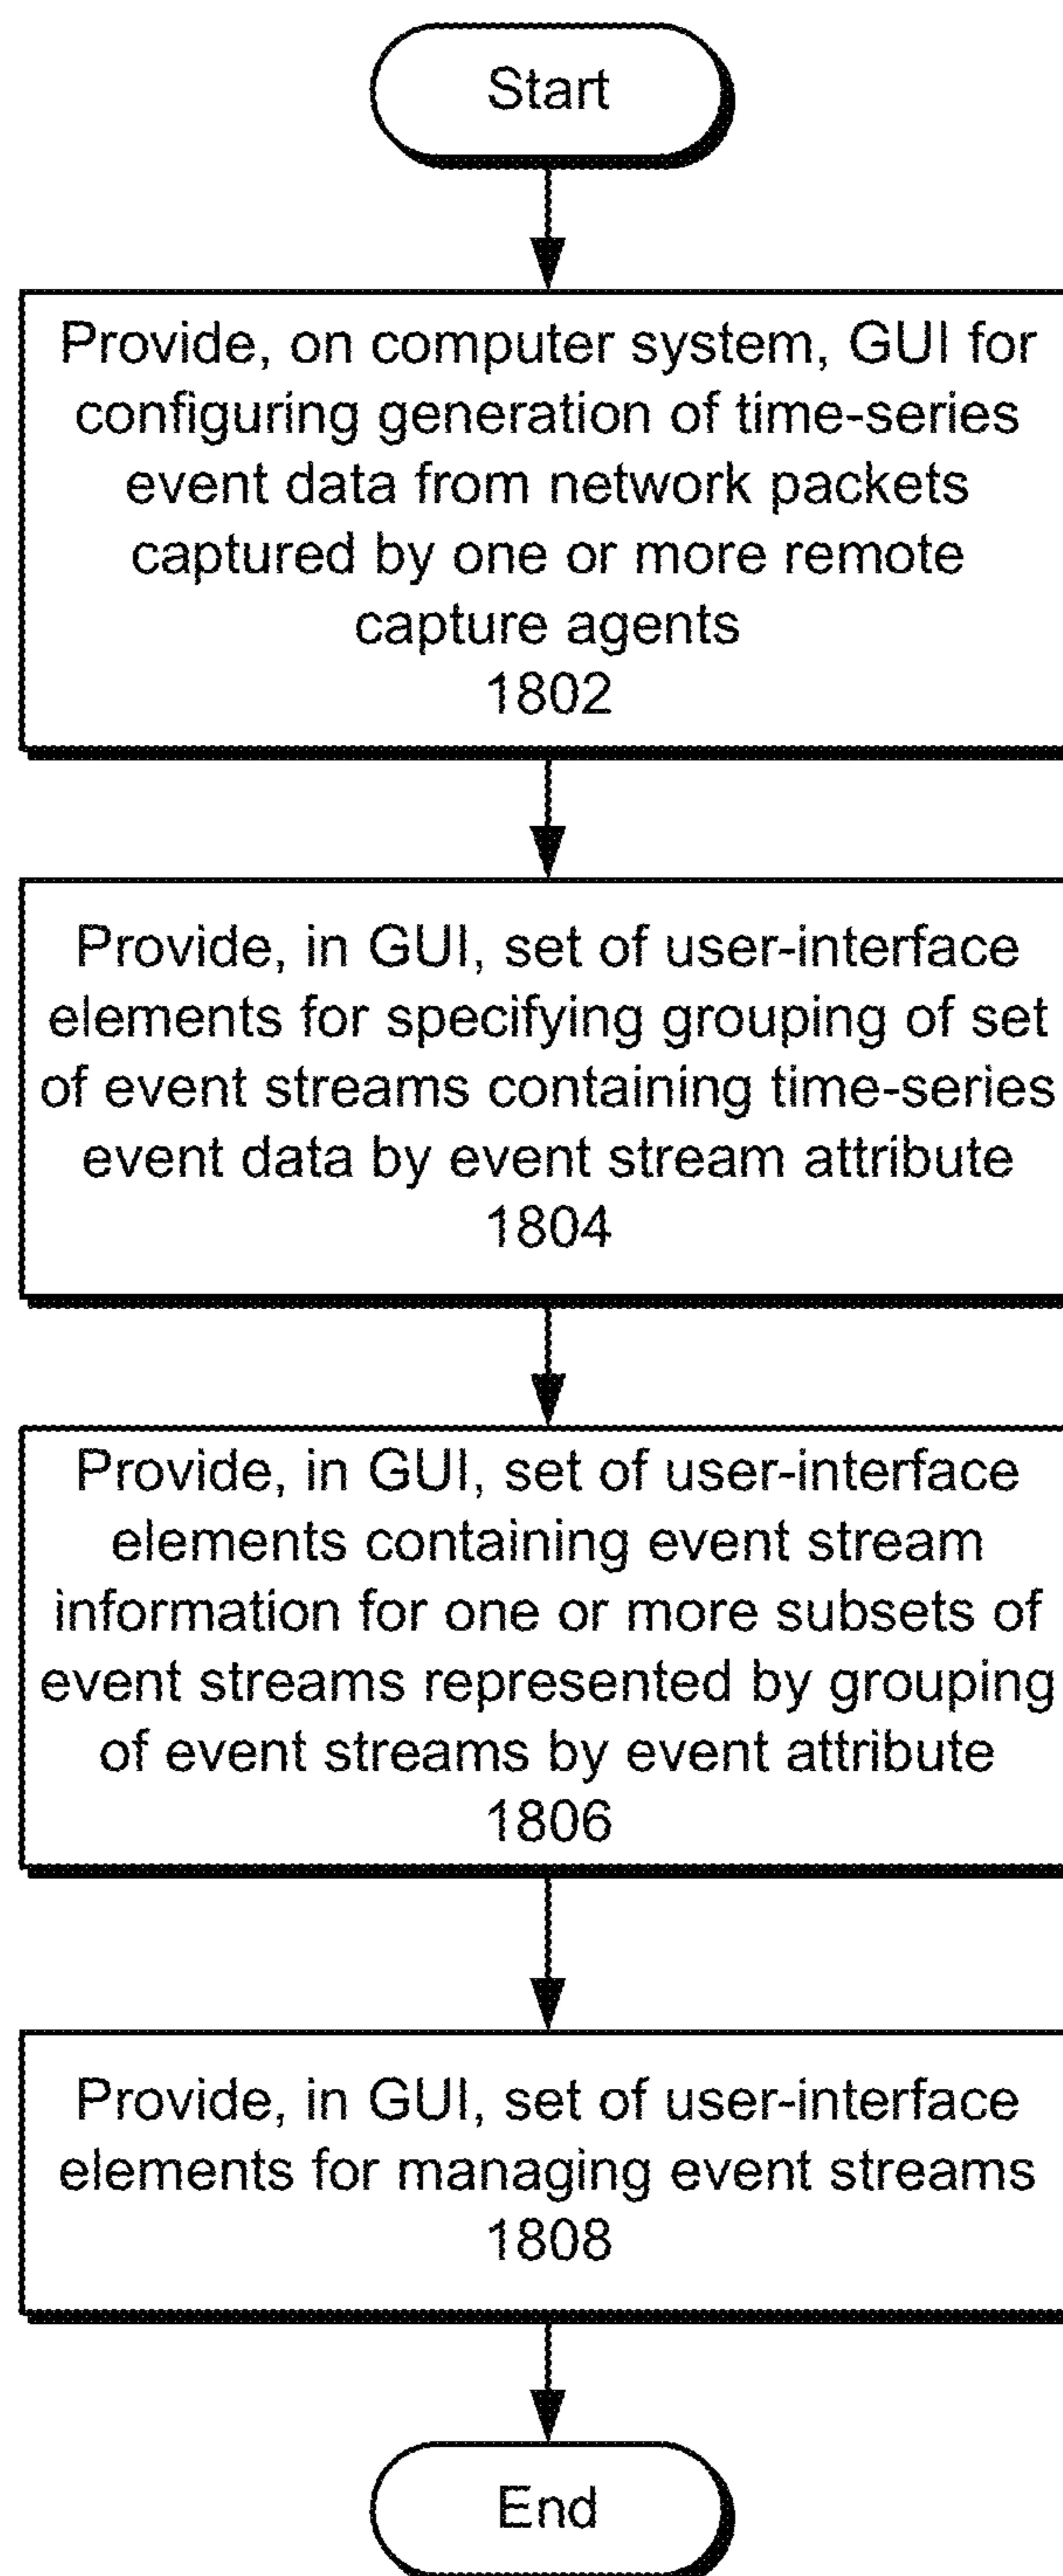 Start
Provide, on computer system, GUI for
configuring generation of time-series
event data from network packets
captured by one or more remote
capture agents
1802
Provide, in GUI, set of user-interface
elements for specifying grouping of set
of event streams containing time-series
event data by event stream attribute
1804
Provide, in GUI, set of user-interface
elements containing event stream
information for one or more subsets of
event streams represented by grouping
of event streams by event attribute
1806
Provide, in GUI, set of user-interface
elements for managing event streams
1808
End